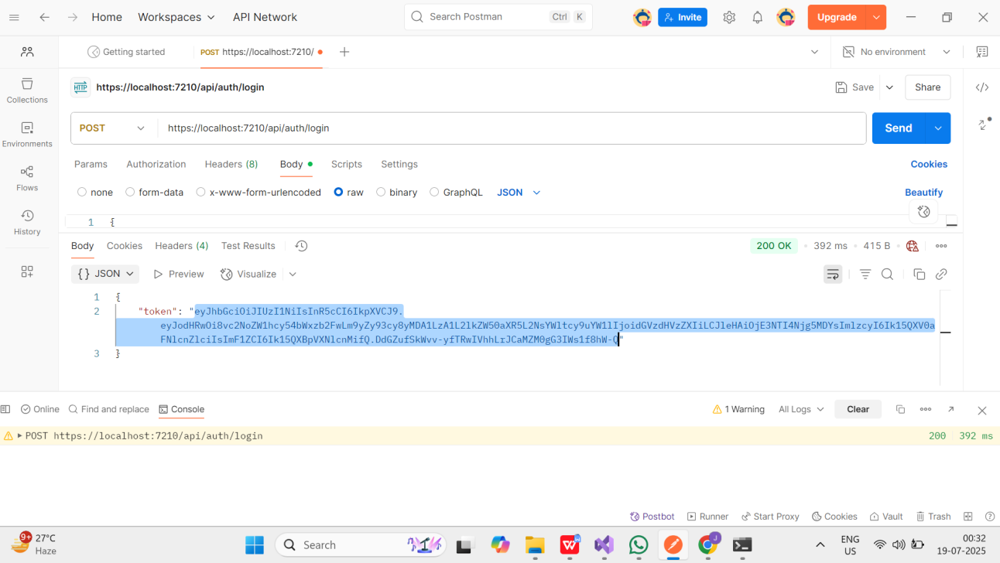 Home Workspaces API Network Search Postman Ctrl K Invite Upgrade
Getting started POST https://localhost:7210/ No environment
HTTP https://localhost:7210/api/auth/login Save Share
Collections
POST https://localhost:7210/api/auth/login Send
Environments
Params Authorization Headers (8) Body Scripts Settings Cookies
Flows
none form-data x-www-form-urlencoded raw binary GraphQL JSON Beautify
1 {
History
Body Cookies Headers (4) Test Results 200 OK 392 ms 415 B
{} JSON Preview Visualize
1 {
2 "token": "eyJhbGciOiJIUzI1NiIsInR5cCI6IkpXVCJ9.
eyJodHRwOi8vc2NoZW1hcy54bWxzb2FwLm9yZy93cy8yMDA1LzA1L2lkZW50aXR5L2NsYWltcy9uYW1lIjoidGVzdHVzZXIiLCJleHAiOjE3NTI4Njg5MDYsImlzcyI6Ik15QXV0a
FNlcnZlciIsImF1ZCI6Ik15QXBpVXNlcnMifQ.DdGZufSkWvv-yfTRwIVhhLrJCaMZM0gG3IWs1f8hW-Q"
3 }
Online Find and replace Console 1 Warning All Logs Clear
POST https://localhost:7210/api/auth/login 200 392 ms
Postbot Runner Start Proxy Cookies Vault Trash
9+ 27°C
Haze
Search
ENG
US
00:32
19-07-2025